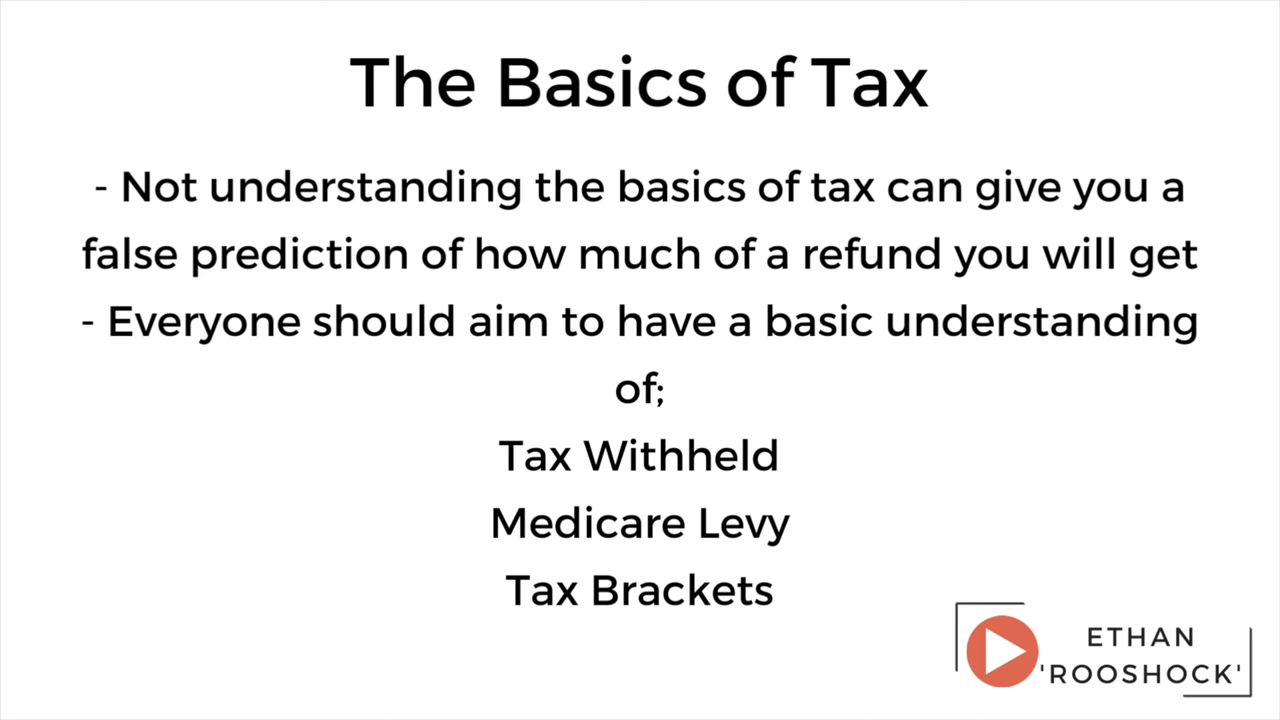 The Basics of Tax
- Not understanding the basics of tax can give you a
false prediction of how much of a refund you will get
- Everyone should aim to have a basic understanding
of;
Tax Withheld
Medicare Levy
Tax Brackets
ETHAN
'ROOSHOCK'